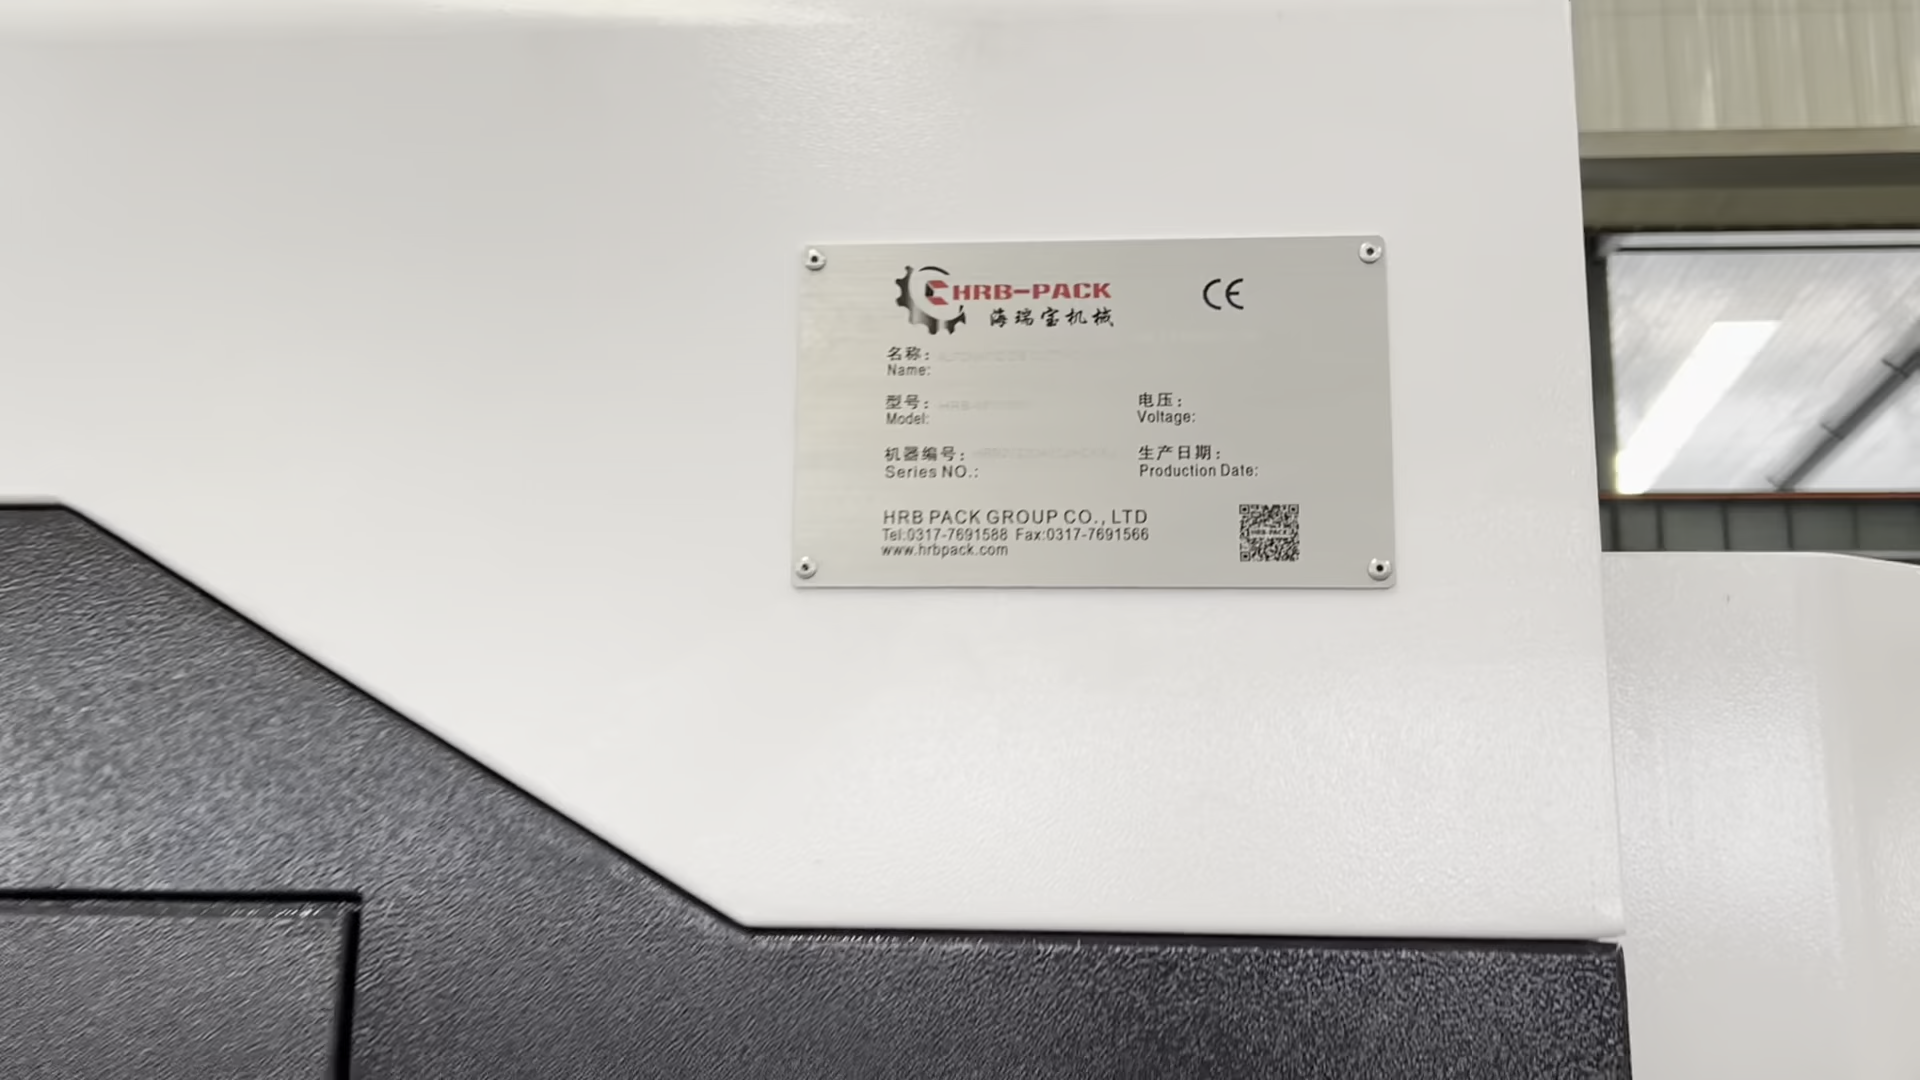 HRB-PACK
海瑞宝机械
CE
名称:
Name:
型号:
Model:
电压:
Voltage:
机器编号:
Series NO.:
生产日期:
Production Date:
HRB PACK GROUP CO., LTD
Tel:0317-7691588 Fax:0317-7691566
www.hrbpack.com
HRB-PACK